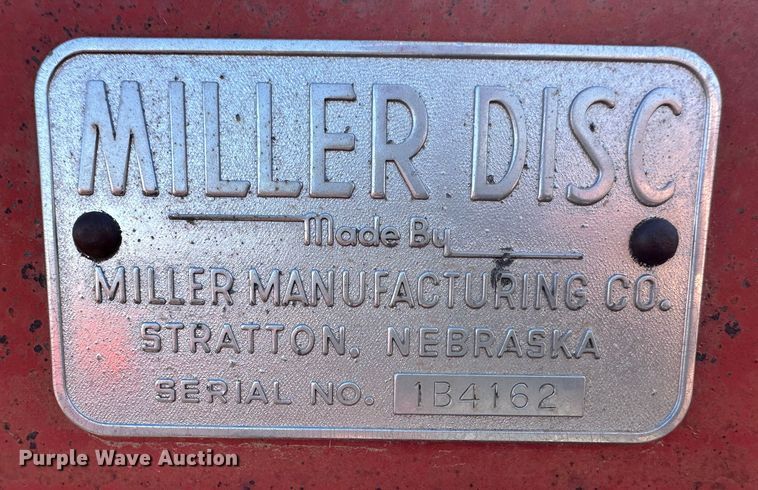 MILLER DISC
Made By
MILLER MANUFACTURING CO.
STRATTON, NEBRASKA
SERIAL NO. 1B4162
Purple Wave Auction